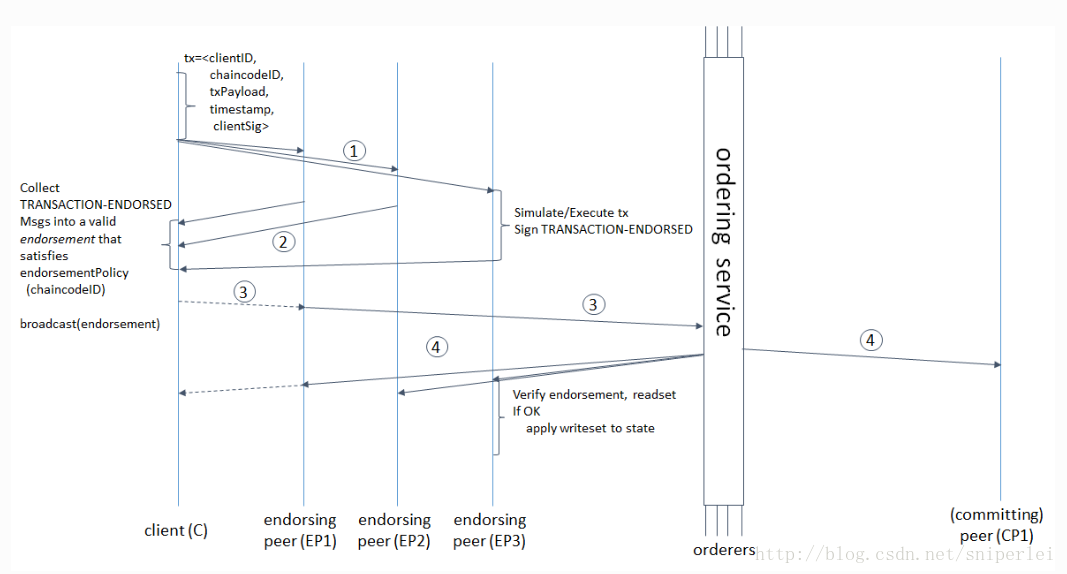 tx=<clientID,
chaincodeID,
txPayload,
timestamp,
clientSig>
1
Collect
TRANSACTION-ENDORSED
Msgs into a valid
endorsement that
satisfies
endorsementPolicy
(chaincodeID)
broadcast(endorsement)
2
Simulate/Execute tx
Sign TRANSACTION-ENDORSED
3
3
ordering service
4
4
Verify endorsement, readset
If OK
apply writeset to state
client (C)
endorsing
peer (EP1)
endorsing
peer (EP2)
endorsing
peer (EP3)
orderers
(committing)
peer (CP1)
http://blog.csdn.net/sniperlei